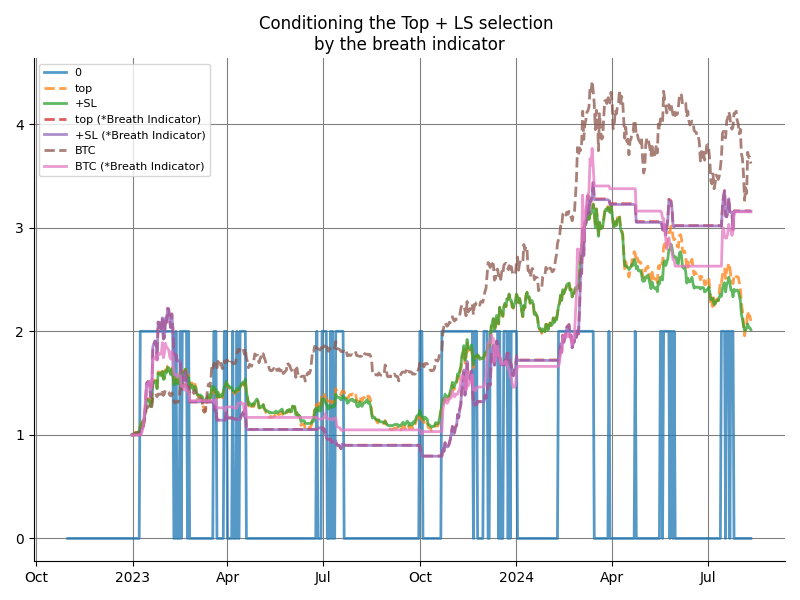 Conditioning the Top + LS selection
by the breath indicator
0
top
+SL
top (*Breath Indicator)
+SL (*Breath Indicator)
BTC
BTC (*Breath Indicator)
4
3
2
1
0
Oct
2023
Apr
Jul
Oct
2024
Apr
Jul